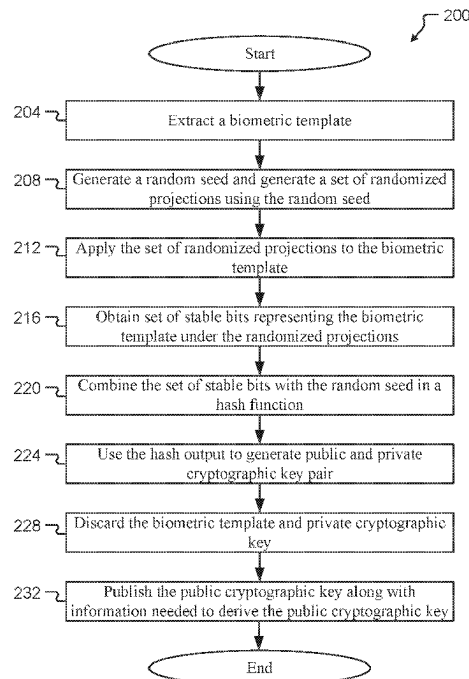 200
Start
204
Extract a biometric template
208
Generate a random seed and generate a set of randomized
projections using the random seed
212
Apply the set of randomized projections to the biometric
template
216
Obtain set of stable bits representing the biometric
template under the randomized projections
220
Combine the set of stable bits with the random seed in a
hash function
224
Use the hash output to generate public and private
cryptographic key pair
228
Discard the biometric template and private cryptographic
key
232
Publish the public cryptographic key along with
information needed to derive the public cryptographic key
End